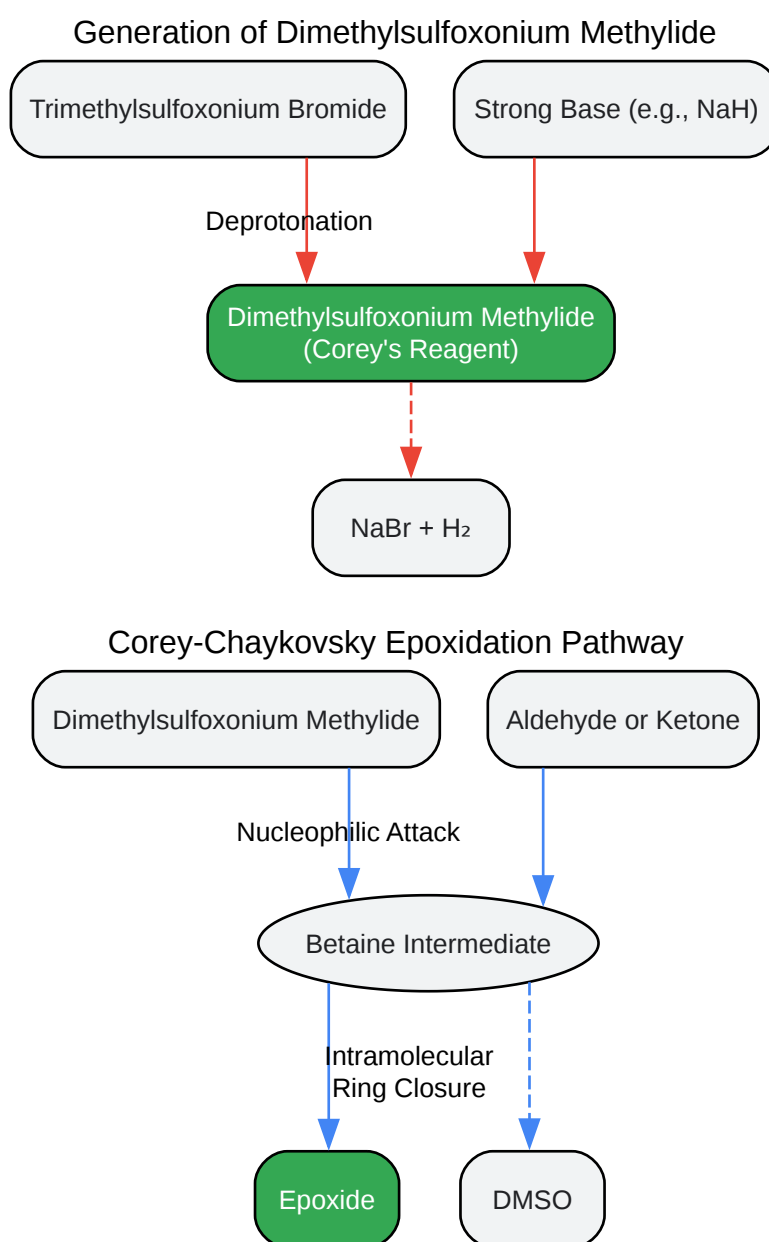 Generation of Dimethylsulfoxonium Methylide
Trimethylsulfoxonium Bromide
Strong Base (e.g., NaH)
Deprotonation
Dimethylsulfoxonium Methylide
(Corey's Reagent)
NaBr + H₂
Corey-Chaykovsky Epoxidation Pathway
Dimethylsulfoxonium Methylide
Aldehyde or Ketone
Nucleophilic Attack
Betaine Intermediate
Intramolecular
Ring Closure
Epoxide
DMSO